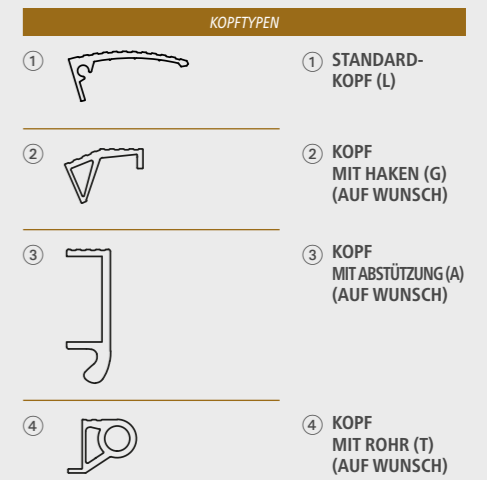 KOPFTYPEN
1
1 STANDARD-
KOPF (L)
2
2 KOPF
MIT HAKEN (G)
(AUF WUNSCH)
3
3 KOPF
MIT ABSTÜTZUNG (A)
(AUF WUNSCH)
4
4 KOPF
MIT ROHR (T)
(AUF WUNSCH)